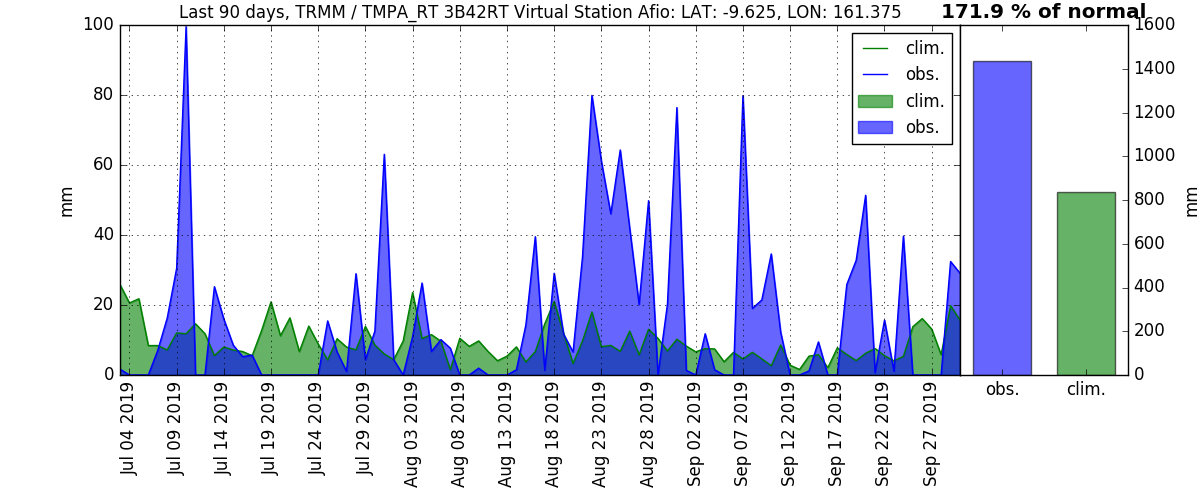 Last 90 days, TRMM / TMPA_RT 3B42RT Virtual Station Afio: LAT: -9.625, LON: 161.375
171.9 % of normal
100
80
60
40
20
0
mm
clim.
obs.
clim.
obs.
1600
1400
1200
1000
800
600
400
200
0
mm
Jul 04 2019
Jul 09 2019
Jul 14 2019
Jul 19 2019
Jul 24 2019
Jul 29 2019
Aug 03 2019
Aug 08 2019
Aug 13 2019
Aug 18 2019
Aug 23 2019
Aug 28 2019
Sep 02 2019
Sep 07 2019
Sep 12 2019
Sep 17 2019
Sep 22 2019
Sep 27 2019
obs.
clim.